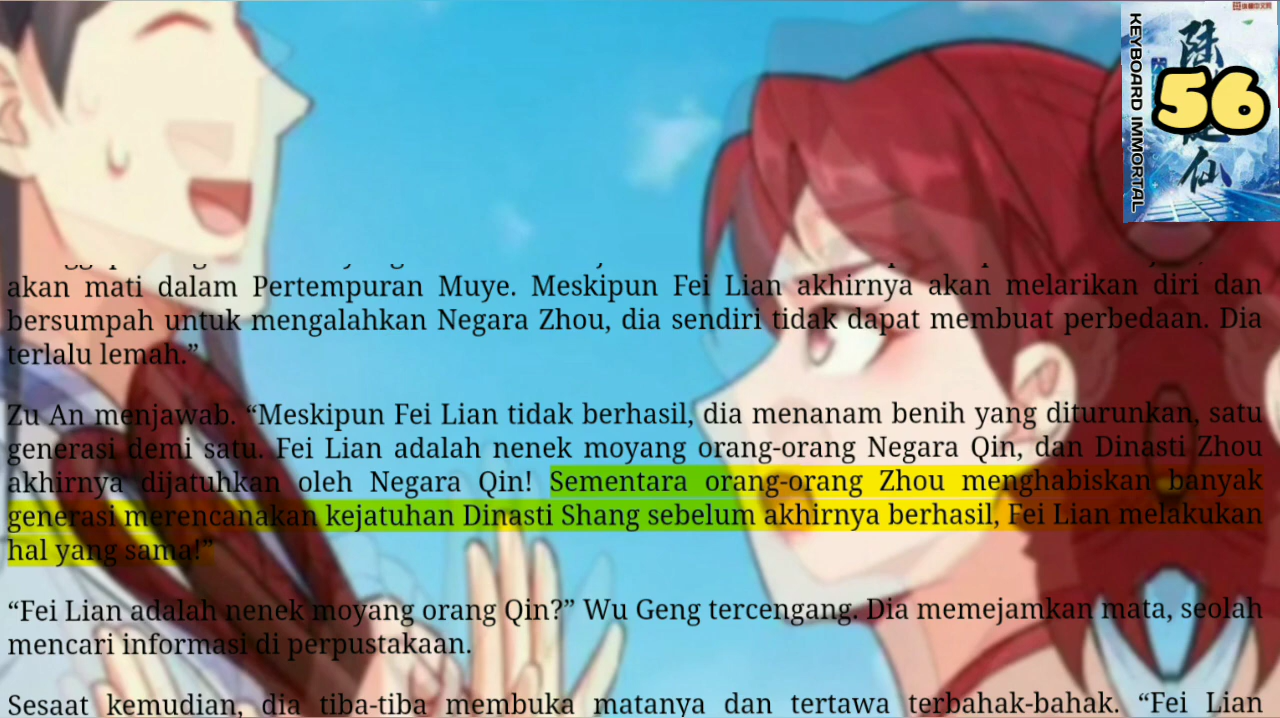 KEYBOARD IMMORTAL
56
仙
akan mati dalam Pertempuran Muye. Meskipun Fei Lian akhirnya akan melarikan diri dan
bersumpah untuk mengalahkan Negara Zhou, dia sendiri tidak dapat membuat perbedaan. Dia
terlalu lemah.”
Zu An menjawab. “Meskipun Fei Lian tidak berhasil, dia menanam benih yang diturunkan, satu
generasi demi satu. Fei Lian adalah nenek moyang orang-orang Negara Qin, dan Dinasti Zhou
akhirnya dijatuhkan oleh Negara Qin! Sementara orang-orang Zhou menghabiskan banyak
generasi merencanakan kejatuhan Dinasti Shang sebelum akhirnya berhasil, Fei Lian melakukan
hal yang sama!”
“Fei Lian adalah nenek moyang orang Qin?” Wu Geng tercengang. Dia memejamkan mata, seolah
mencari informasi di perpustakaan.
Sesaat kemudian, dia tiba-tiba membuka matanya dan tertawa terbahak-bahak. “Fei Lian